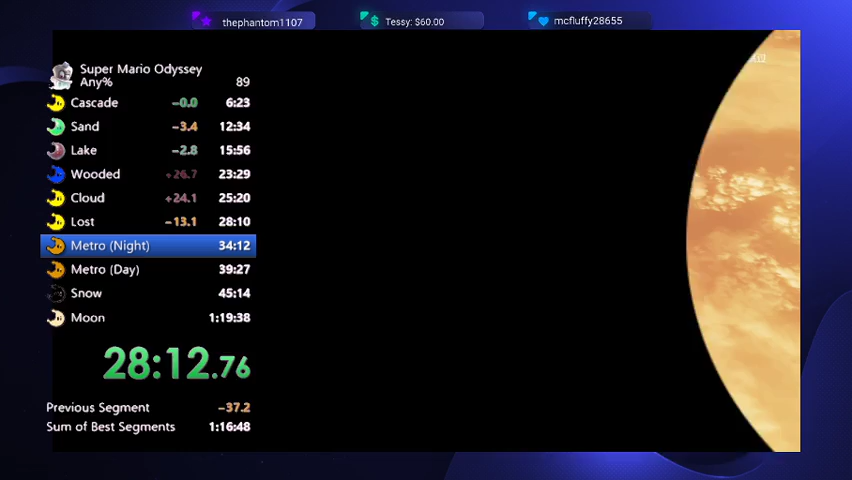 thephantom1107
Tessy: $60.00
mcfluffy28655
Super Mario Odyssey
Any% 89
Cascade −0.0 6:23
Sand −3.4 12:34
Lake −2.8 15:56
Wooded +26.7 23:29
Cloud +24.1 25:20
Lost −13.1 28:10
Metro (Night) 34:12
Metro (Day) 39:27
Snow 45:14
Moon 1:19:38
28:12.76
Previous Segment −37.2
Sum of Best Segments 1:16:48